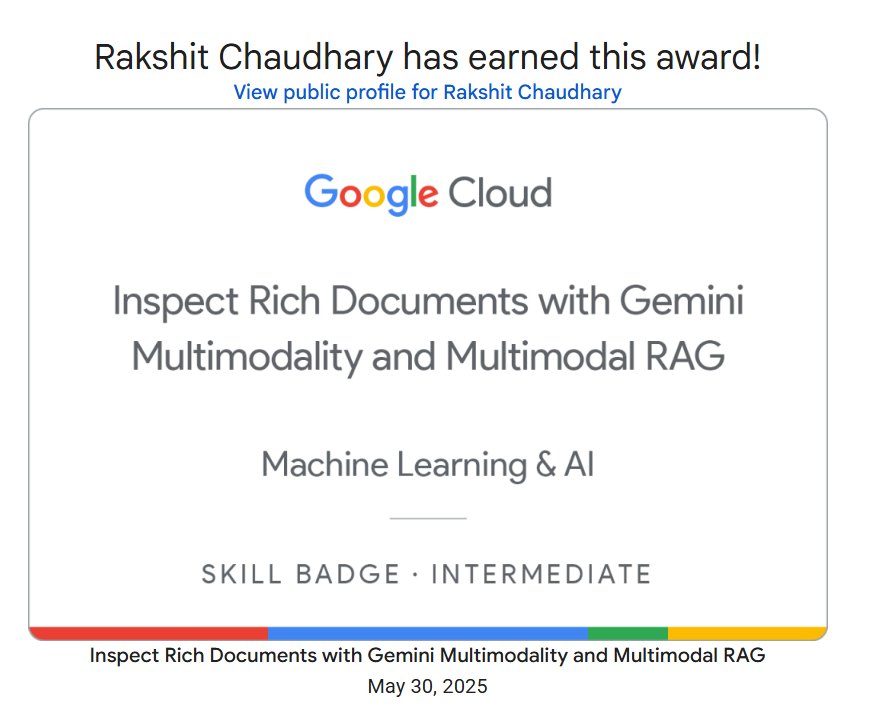 Rakshit Chaudhary has earned this award!
View public profile for Rakshit Chaudhary
Google Cloud
Inspect Rich Documents with Gemini
Multimodality and Multimodal RAG
Machine Learning & AI
SKILL BADGE · INTERMEDIATE
Inspect Rich Documents with Gemini Multimodality and Multimodal RAG
May 30, 2025